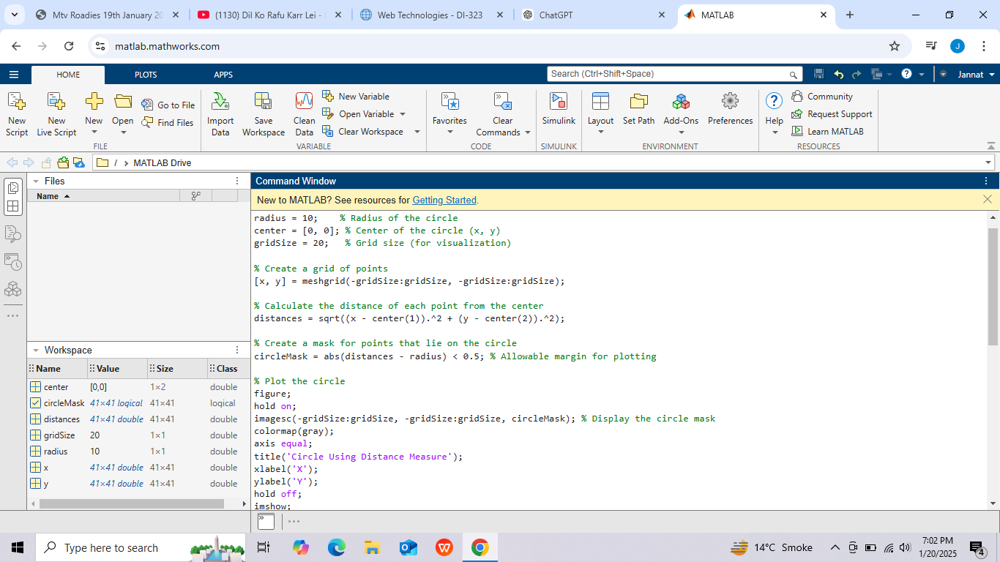 Mtv Roadies 19th January 20
(1130) Dil Ko Rafu Karr Lei -
Web Technologies - DI-323
ChatGPT
MATLAB
matlab.mathworks.com
J
HOME
PLOTS
APPS
Search (Ctrl+Shift+Space)
Jannat
New Script
New Live Script
New
Open
Go to File
Find Files
Import Data
Save Workspace
Clean Data
New Variable
Open Variable
Clear Workspace
Favorites
Clear Commands
Simulink
Layout
Set Path
Add-Ons
Preferences
Help
Community
Request Support
Learn MATLAB
FILE
VARIABLE
CODE
SIMULINK
ENVIRONMENT
RESOURCES
/ MATLAB Drive
Files
Name
Workspace
Name Value Size Class
center [0,0] 1×2 double
circleMask 41×41 logical 41×41 logical
distances 41×41 double 41×41 double
gridSize 20 1×1 double
radius 10 1×1 double
x 41×41 double 41×41 double
y 41×41 double 41×41 double
Command Window
New to MATLAB? See resources for Getting Started.
radius = 10;    % Radius of the circle
center = [0, 0]; % Center of the circle (x, y)
gridSize = 20;   % Grid size (for visualization)
% Create a grid of points
[x, y] = meshgrid(-gridSize:gridSize, -gridSize:gridSize);
% Calculate the distance of each point from the center
distances = sqrt((x - center(1)).^2 + (y - center(2)).^2);
% Create a mask for points that lie on the circle
circleMask = abs(distances - radius) < 0.5; % Allowable margin for plotting
% Plot the circle
figure;
hold on;
imagesc(-gridSize:gridSize, -gridSize:gridSize, circleMask); % Display the circle mask
colormap(gray);
axis equal;
title('Circle Using Distance Measure');
xlabel('X');
ylabel('Y');
hold off;
imshow;
Type here to search
14°C Smoke
7:02 PM
1/20/2025
4